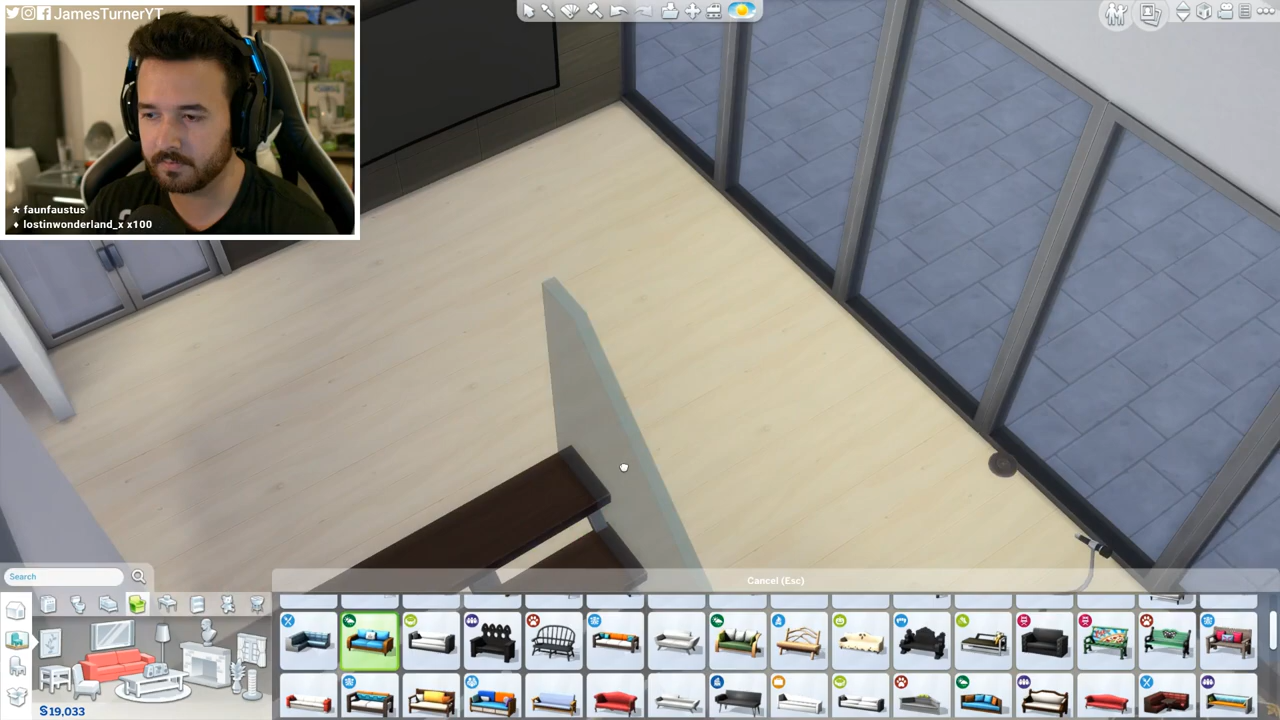 JamesTurnerYT
faunfaustus
lostinwonderland_x x100
Cancel (Esc)
Search
$19,033